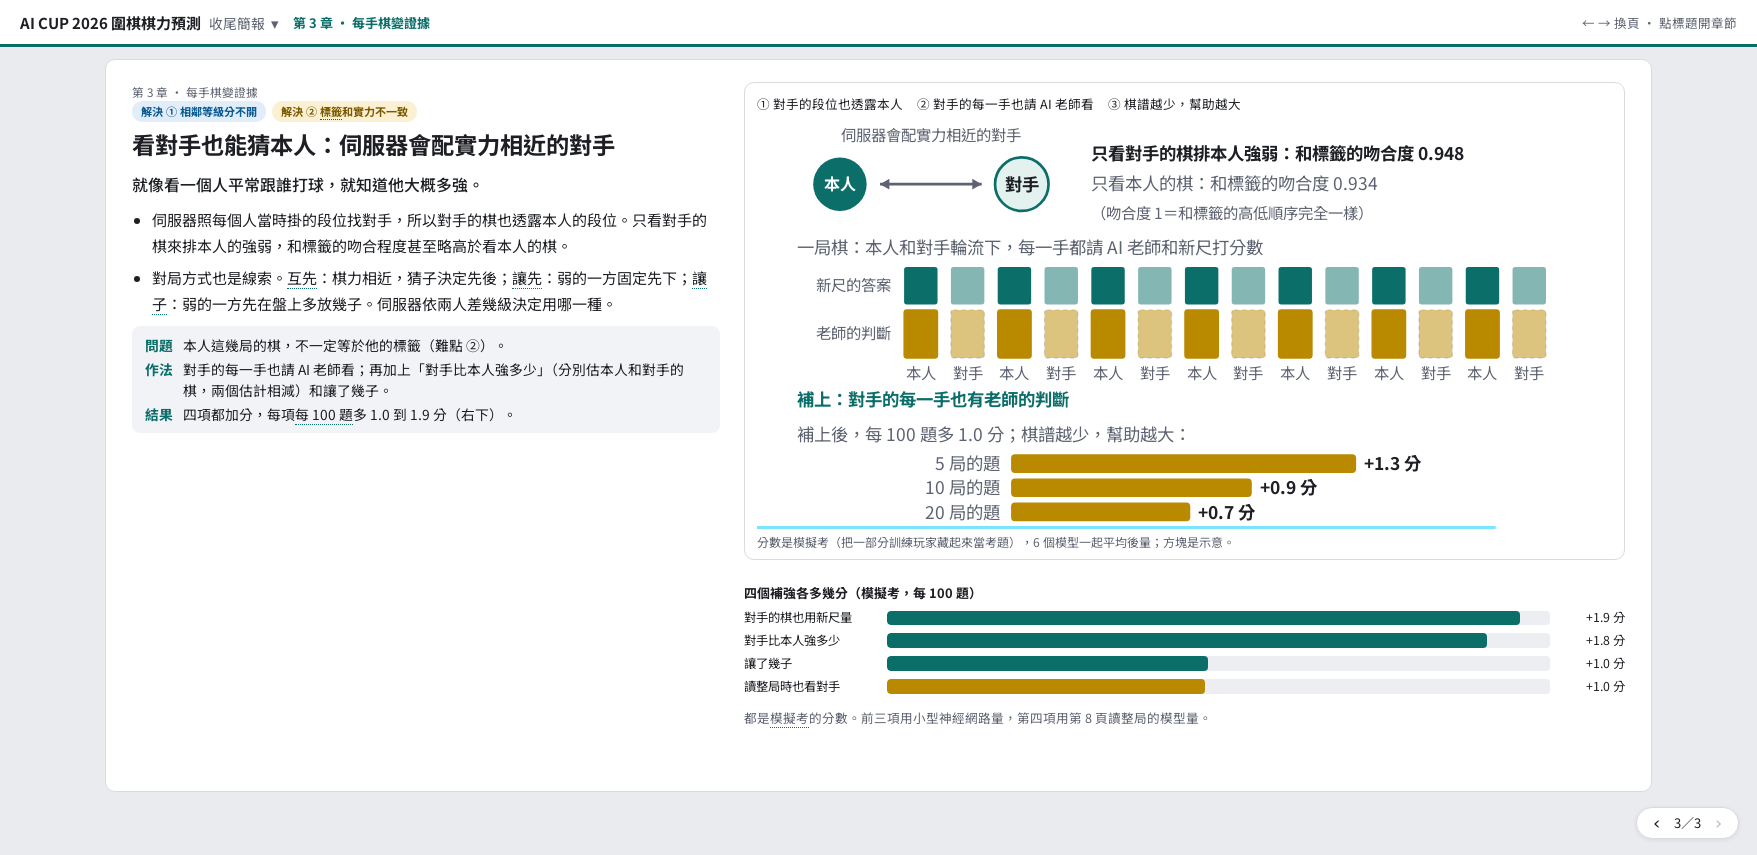 AI CUP 2026 圍棋棋力預測 收尾簡報 ▼ 第 3 章 · 每手棋變證據
←→ 換頁 · 點標題開章節
第 3 章 · 每手棋變證據
解決 ① 相鄰等級分不開 解決 ② 標籤和實力不一致
看對手也能猜本人：伺服器會配實力相近的對手
就像看一個人平常跟誰打球，就知道他大概多強。
• 伺服器照每個人當時掛的段位找對手，所以對手的棋也透露本人的段位。只看對手的
棋來排本人的強弱，和標籤的吻合程度甚至略高於看本人的棋。
• 對局方式也是線索。互先：棋力相近，猜子決定先後；讓先：弱的一方固定先下；讓
子：弱的一方先在盤上多放幾子。伺服器依兩人差幾級決定用哪一種。
問題 本人這幾局的棋，不一定等於他的標籤（難點 ②）。
作法 對手的每一手也請 AI 老師看；再加上「對手比本人強多少」（分別估本人和對手的
棋，兩個估計相減）和讓了幾子。
結果 四項都加分，每項每 100 題多 1.0 到 1.9 分（右下）。
① 對手的段位也透露本人 ② 對手的每一手也請 AI 老師看 ③ 棋譜越少，幫助越大
伺服器會配實力相近的對手
本人 對手
只看對手的棋排本人強弱：和標籤的吻合度 0.948
只看本人的棋：和標籤的吻合度 0.934
（吻合度 1＝和標籤的高低順序完全一樣）
一局棋：本人和對手輪流下，每一手都請 AI 老師和新尺打分數
新尺的答案
老師的判斷
本人 對手 本人 對手 本人 對手 本人 對手 本人 對手 本人 對手 本人 對手
補上：對手的每一手也有老師的判斷
補上後，每 100 題多 1.0 分；棋譜越少，幫助越大：
5 局的題 +1.3 分
10 局的題 +0.9 分
20 局的題 +0.7 分
分數是模擬考（把一部分訓練玩家藏起來當考題），6 個模型一起平均後量；方塊是示意。
四個補強各多幾分（模擬考，每 100 題）
對手的棋也用新尺量 +1.9 分
對手比本人強多少 +1.8 分
讓了幾子 +1.0 分
讀整局時也看對手 +1.0 分
都是模擬考的分數。前三項用小型神經網路量，第四項用第 8 頁讀整局的模型量。
‹ 3／3 ›